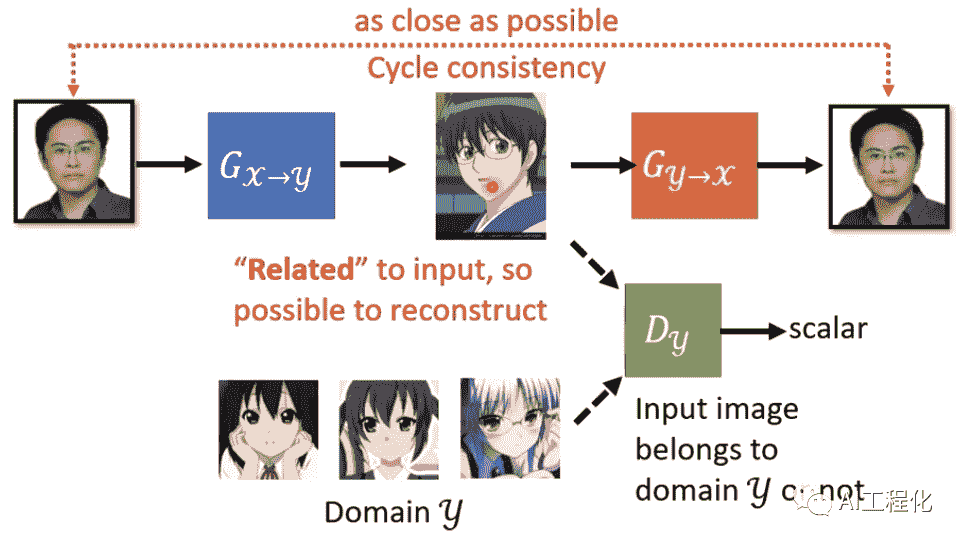 as close as possible
Cycle consistency
G𝒳→𝒴
G𝒴→𝒳
“Related” to input, so
possible to reconstruct
D𝒴
scalar
Input image
belongs to
domain 𝒴 or not
Domain 𝒴
AI工程化